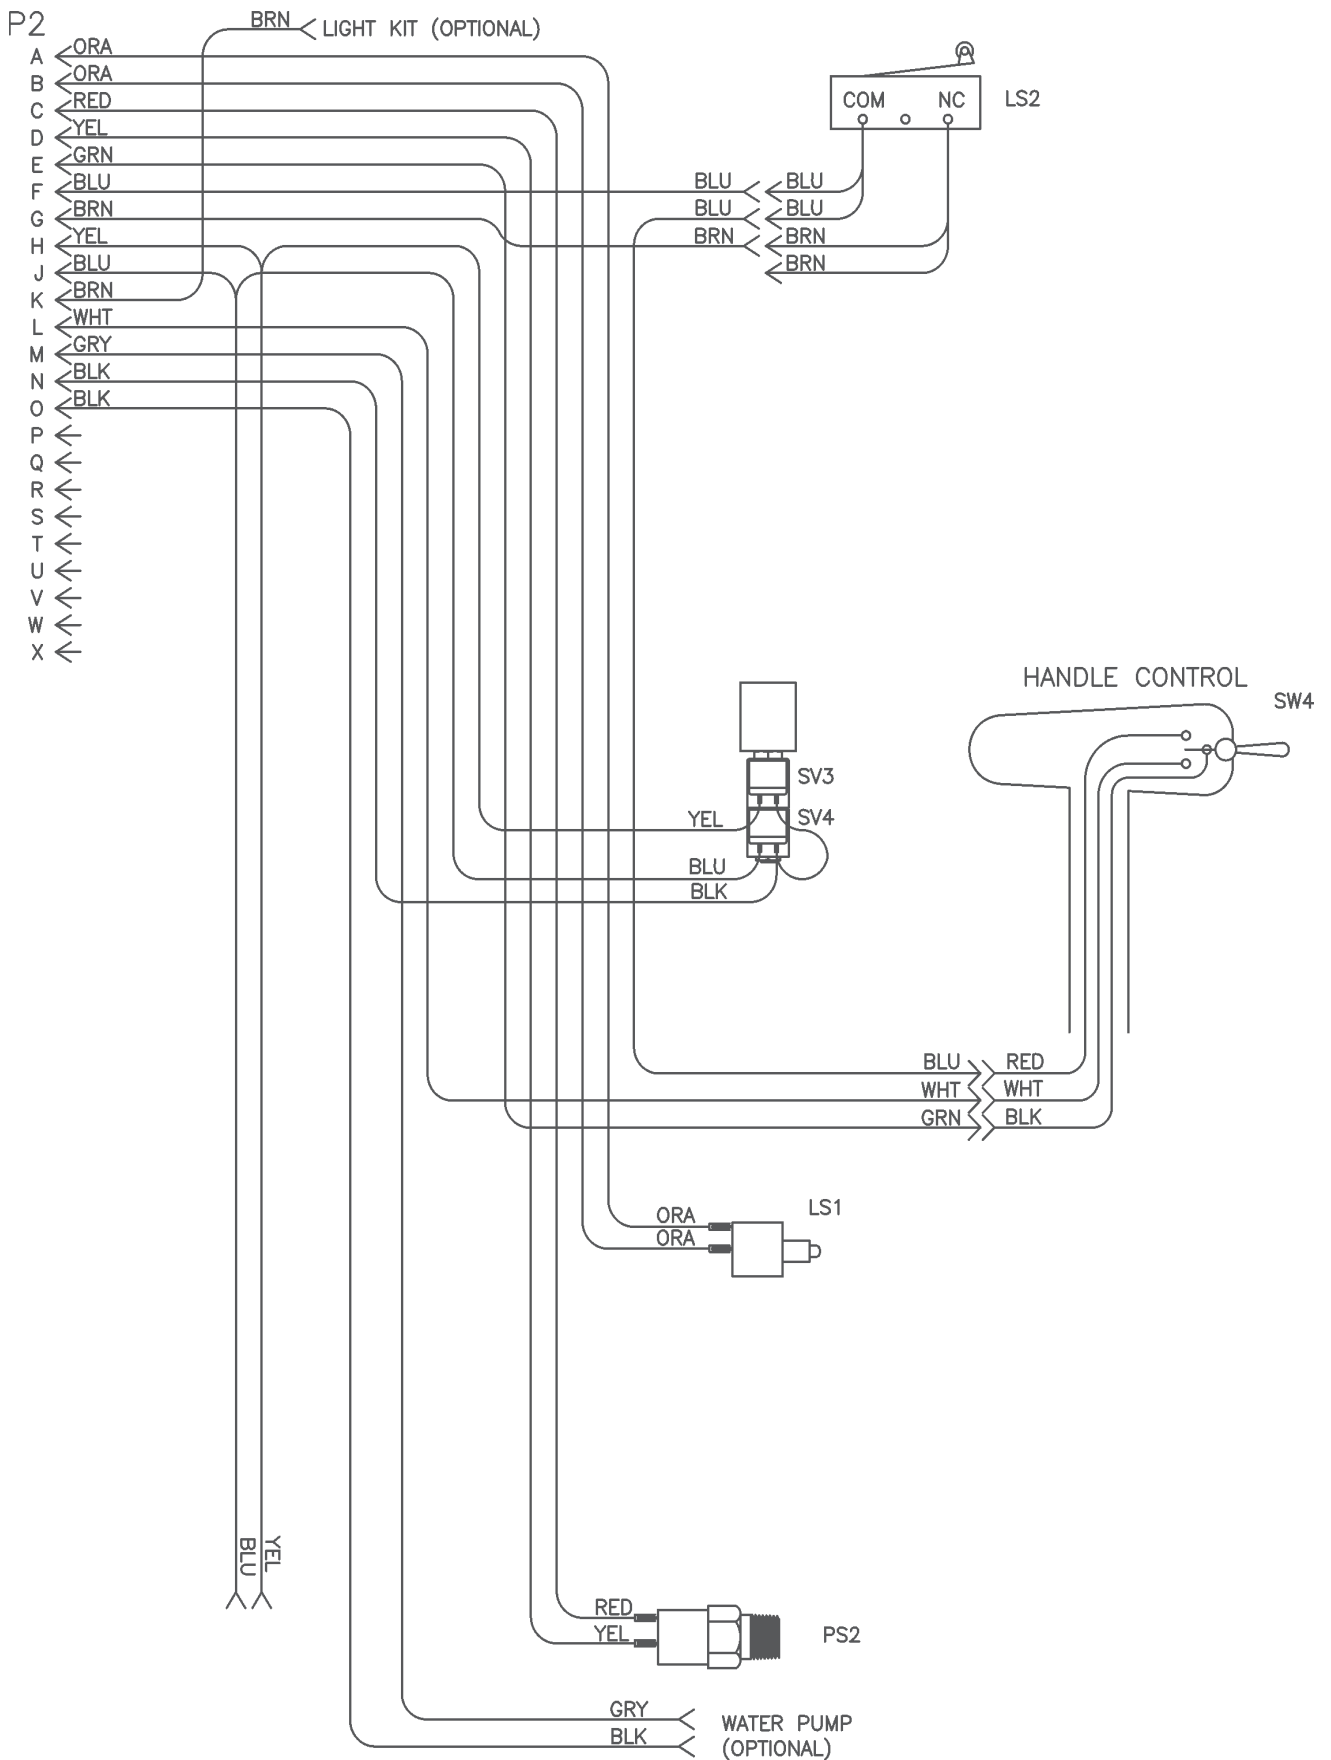 P2
BRN LIGHT KIT (OPTIONAL)
A ORA
B ORA
C RED
D YEL
E GRN
F BLU
G BRN
H YEL
J BLU
K BRN
L WHT
M GRY
N BLK
O BLK
P
Q
R
S
T
U
V
W
X
COM NC LS2
BLU BLU
BLU BLU
BRN BRN
BRN
HANDLE CONTROL
SW4
SV3
YEL SV4
BLU
BLK
BLU RED
WHT WHT
GRN BLK
LS1
ORA
ORA
BLU
YEL
RED
YEL PS2
GRY
BLK
WATER PUMP
(OPTIONAL)